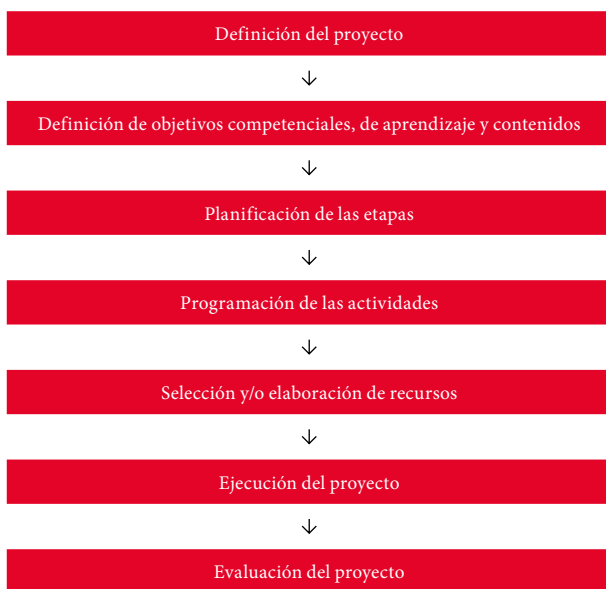 Definición del proyecto
Definición de objetivos competenciales, de aprendizaje y contenidos
Planificación de las etapas
Programación de las actividades
Selección y/o elaboración de recursos
Ejecución del proyecto
Evaluación del proyecto